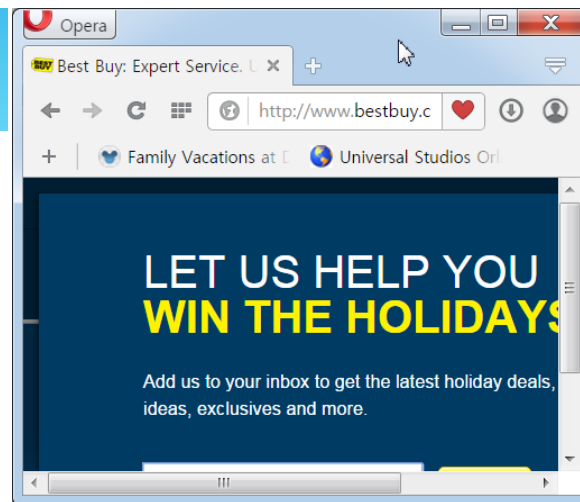 Opera
Best Buy: Expert Service. U
http://www.bestbuy.c
Family Vacations at D
Universal Studios Orl
LET US HELP YOU
WIN THE HOLIDAYS
Add us to your inbox to get the latest holiday deals,
ideas, exclusives and more.